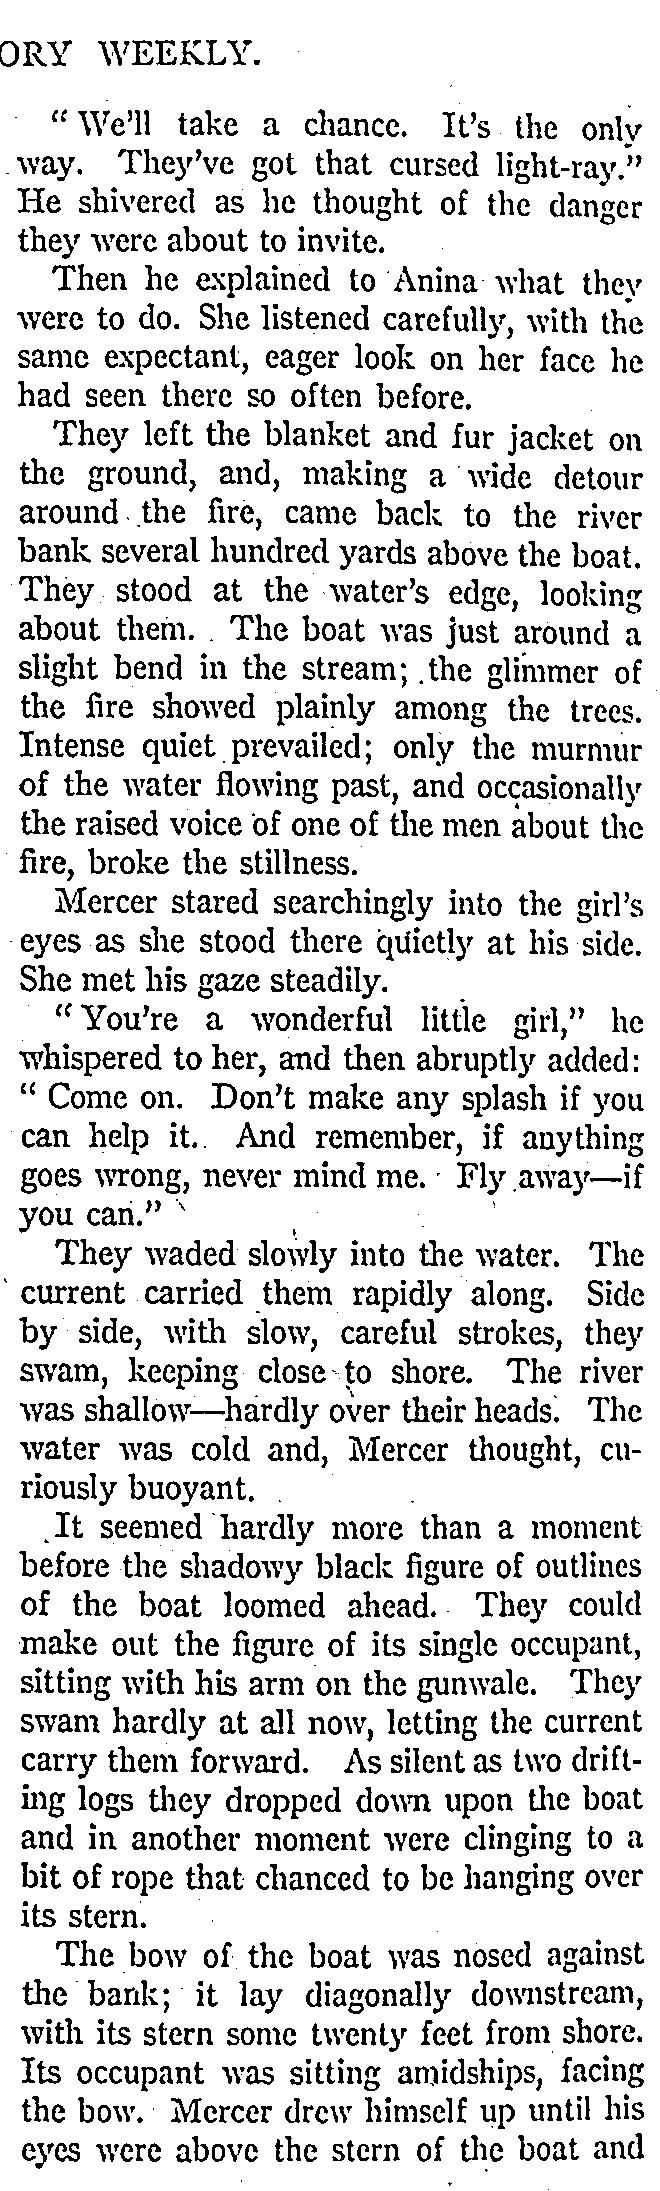 ORY WEEKLY.
“ We’ll take a chance. It’s the only
way. They’ve got that cursed light-ray.”
He shivered as he thought of the danger
they were about to invite.
Then he explained to Anina what they
were to do. She listened carefully, with the
same expectant, eager look on her face he
had seen there so often before.
They left the blanket and fur jacket on
the ground, and, making a wide detour
around the fire, came back to the river
bank several hundred yards above the boat.
They stood at the water’s edge, looking
about them. The boat was just around a
slight bend in the stream; the glimmer of
the fire showed plainly among the trees.
Intense quiet prevailed; only the murmur
of the water flowing past, and occasionally
the raised voice of one of the men about the
fire, broke the stillness.
Mercer stared searchingly into the girl’s
eyes as she stood there quietly at his side.
She met his gaze steadily.
“ You’re a wonderful little girl,” he
whispered to her, and then abruptly added:
“ Come on. Don’t make any splash if you
can help it. And remember, if anything
goes wrong, never mind me. Fly away—if
you can.”
They waded slowly into the water. The
current carried them rapidly along. Side
by side, with slow, careful strokes, they
swam, keeping close to shore. The river
was shallow—hardly over their heads. The
water was cold and, Mercer thought, cu-
riously buoyant.
It seemed hardly more than a moment
before the shadowy black figure of outlines
of the boat loomed ahead. They could
make out the figure of its single occupant,
sitting with his arm on the gunwale. They
swam hardly at all now, letting the current
carry them forward. As silent as two drift-
ing logs they dropped down upon the boat
and in another moment were clinging to a
bit of rope that chanced to be hanging over
its stern.
The bow of the boat was nosed against
the bank; it lay diagonally downstream,
with its stern some twenty feet from shore.
Its occupant was sitting amidships, facing
the bow. Mercer drew himself up until his
eyes were above the stern of the boat and